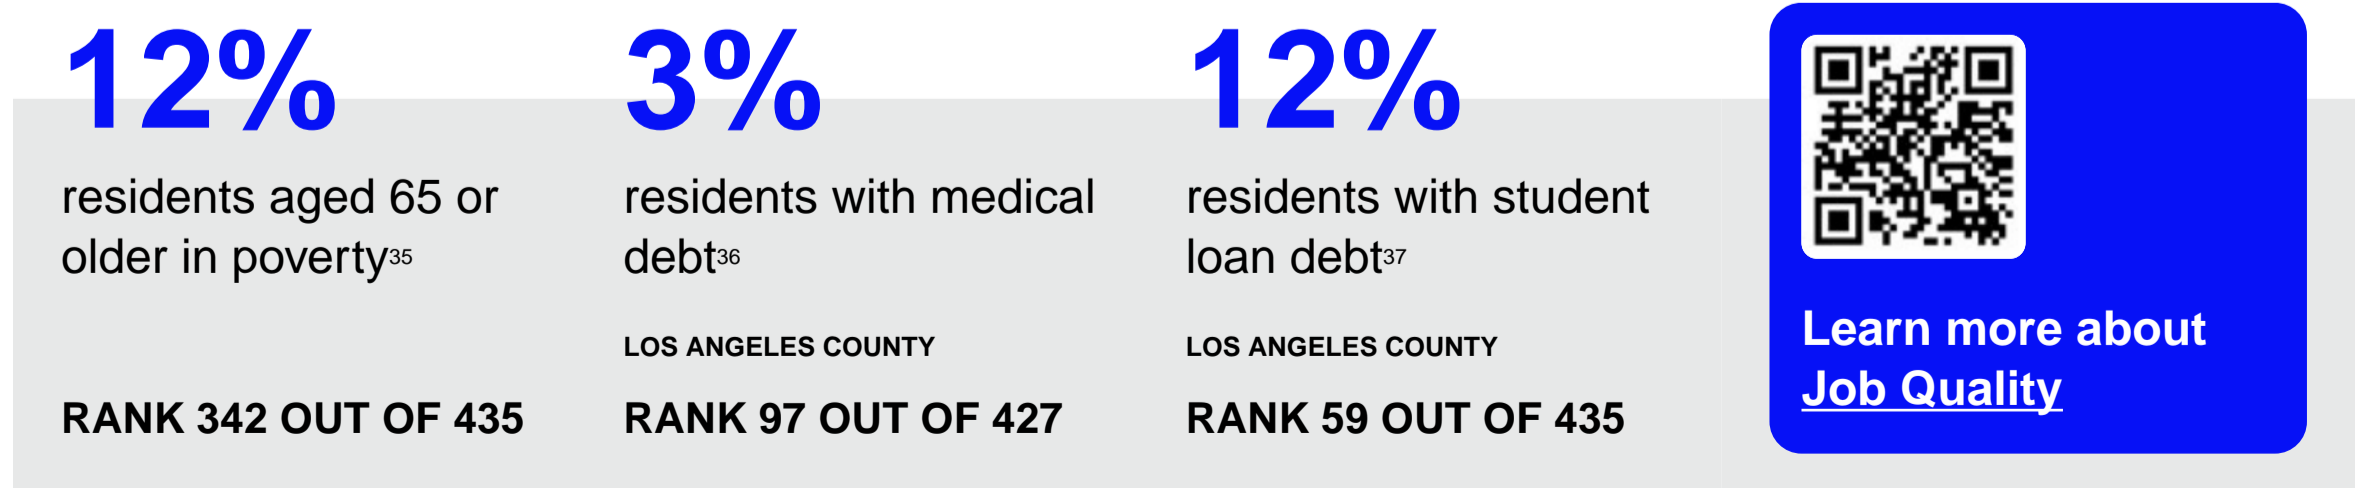 12%
residents aged 65 or
older in poverty35
RANK 342 OUT OF 435
3%
residents with medical
debt36
LOS ANGELES COUNTY
RANK 97 OUT OF 427
12%
residents with student
loan debt37
LOS ANGELES COUNTY
RANK 59 OUT OF 435
Learn more about
Job Quality